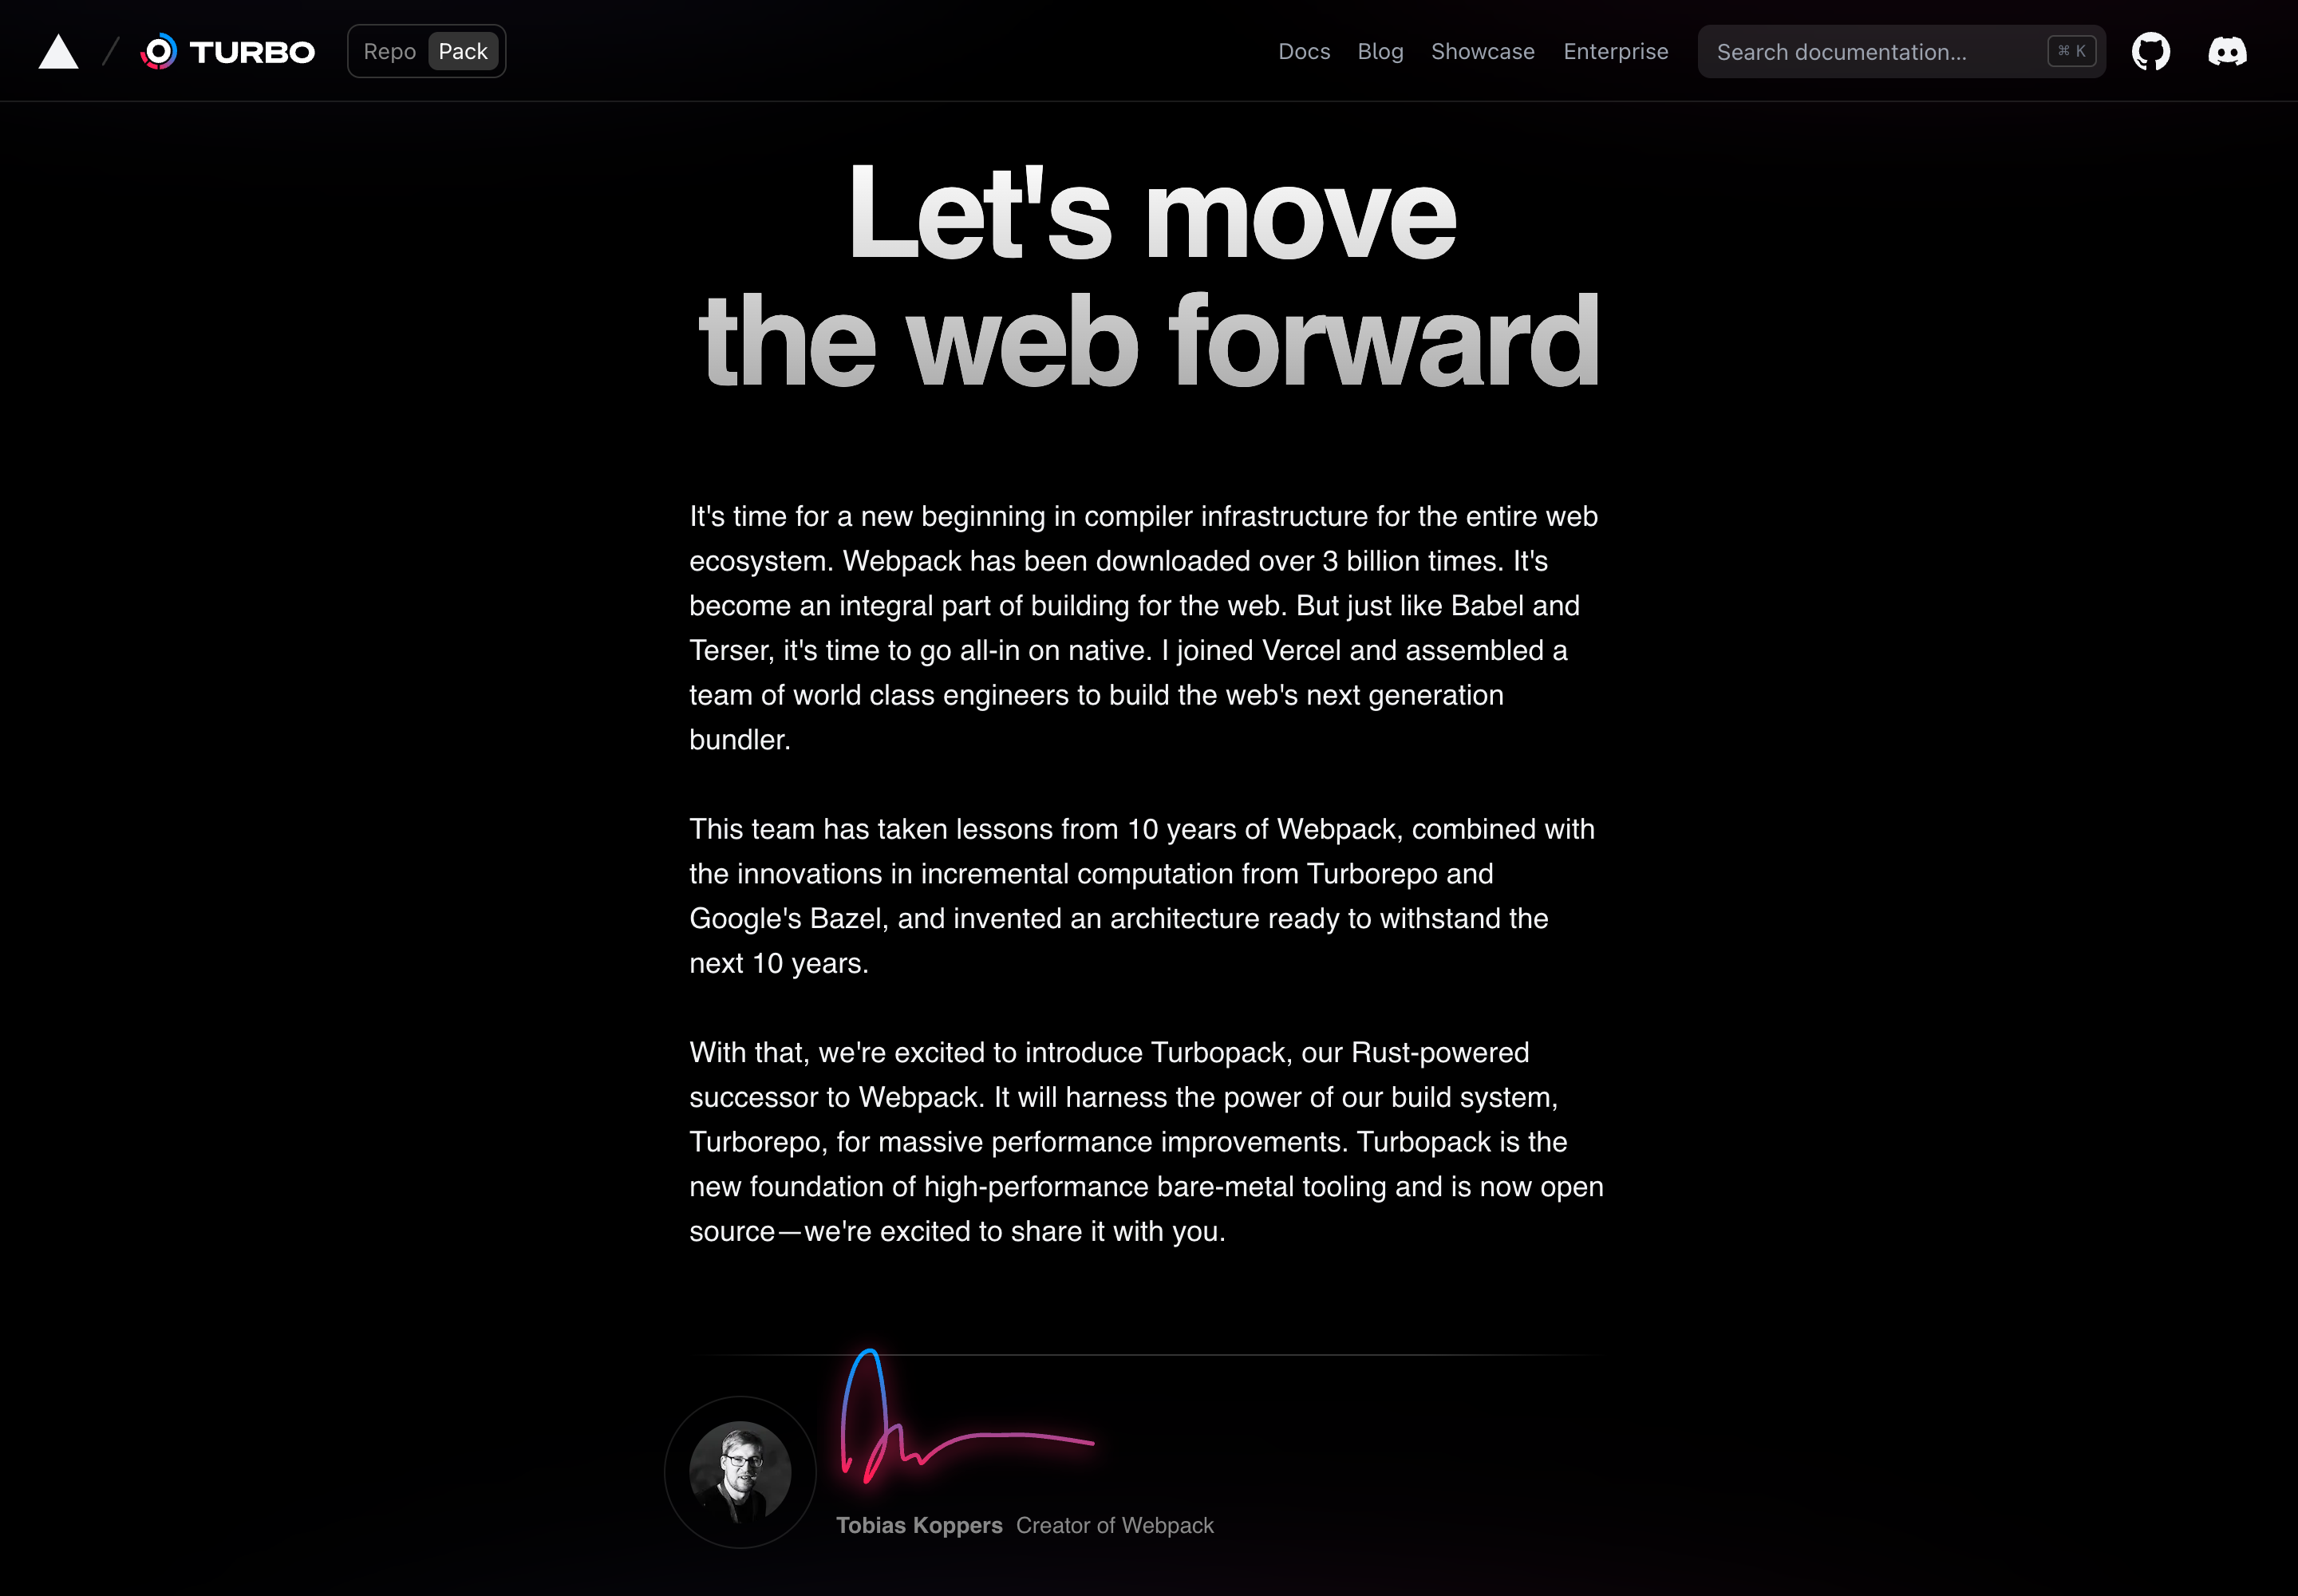 TURBO
Repo Pack
Docs Blog Showcase Enterprise
Search documentation...
⌘ K
Let's move
the web forward
It's time for a new beginning in compiler infrastructure for the entire web
ecosystem. Webpack has been downloaded over 3 billion times. It's
become an integral part of building for the web. But just like Babel and
Terser, it's time to go all-in on native. I joined Vercel and assembled a
team of world class engineers to build the web's next generation
bundler.
This team has taken lessons from 10 years of Webpack, combined with
the innovations in incremental computation from Turborepo and
Google's Bazel, and invented an architecture ready to withstand the
next 10 years.
With that, we're excited to introduce Turbopack, our Rust-powered
successor to Webpack. It will harness the power of our build system,
Turborepo, for massive performance improvements. Turbopack is the
new foundation of high-performance bare-metal tooling and is now open
source—we're excited to share it with you.
Tobias Koppers Creator of Webpack